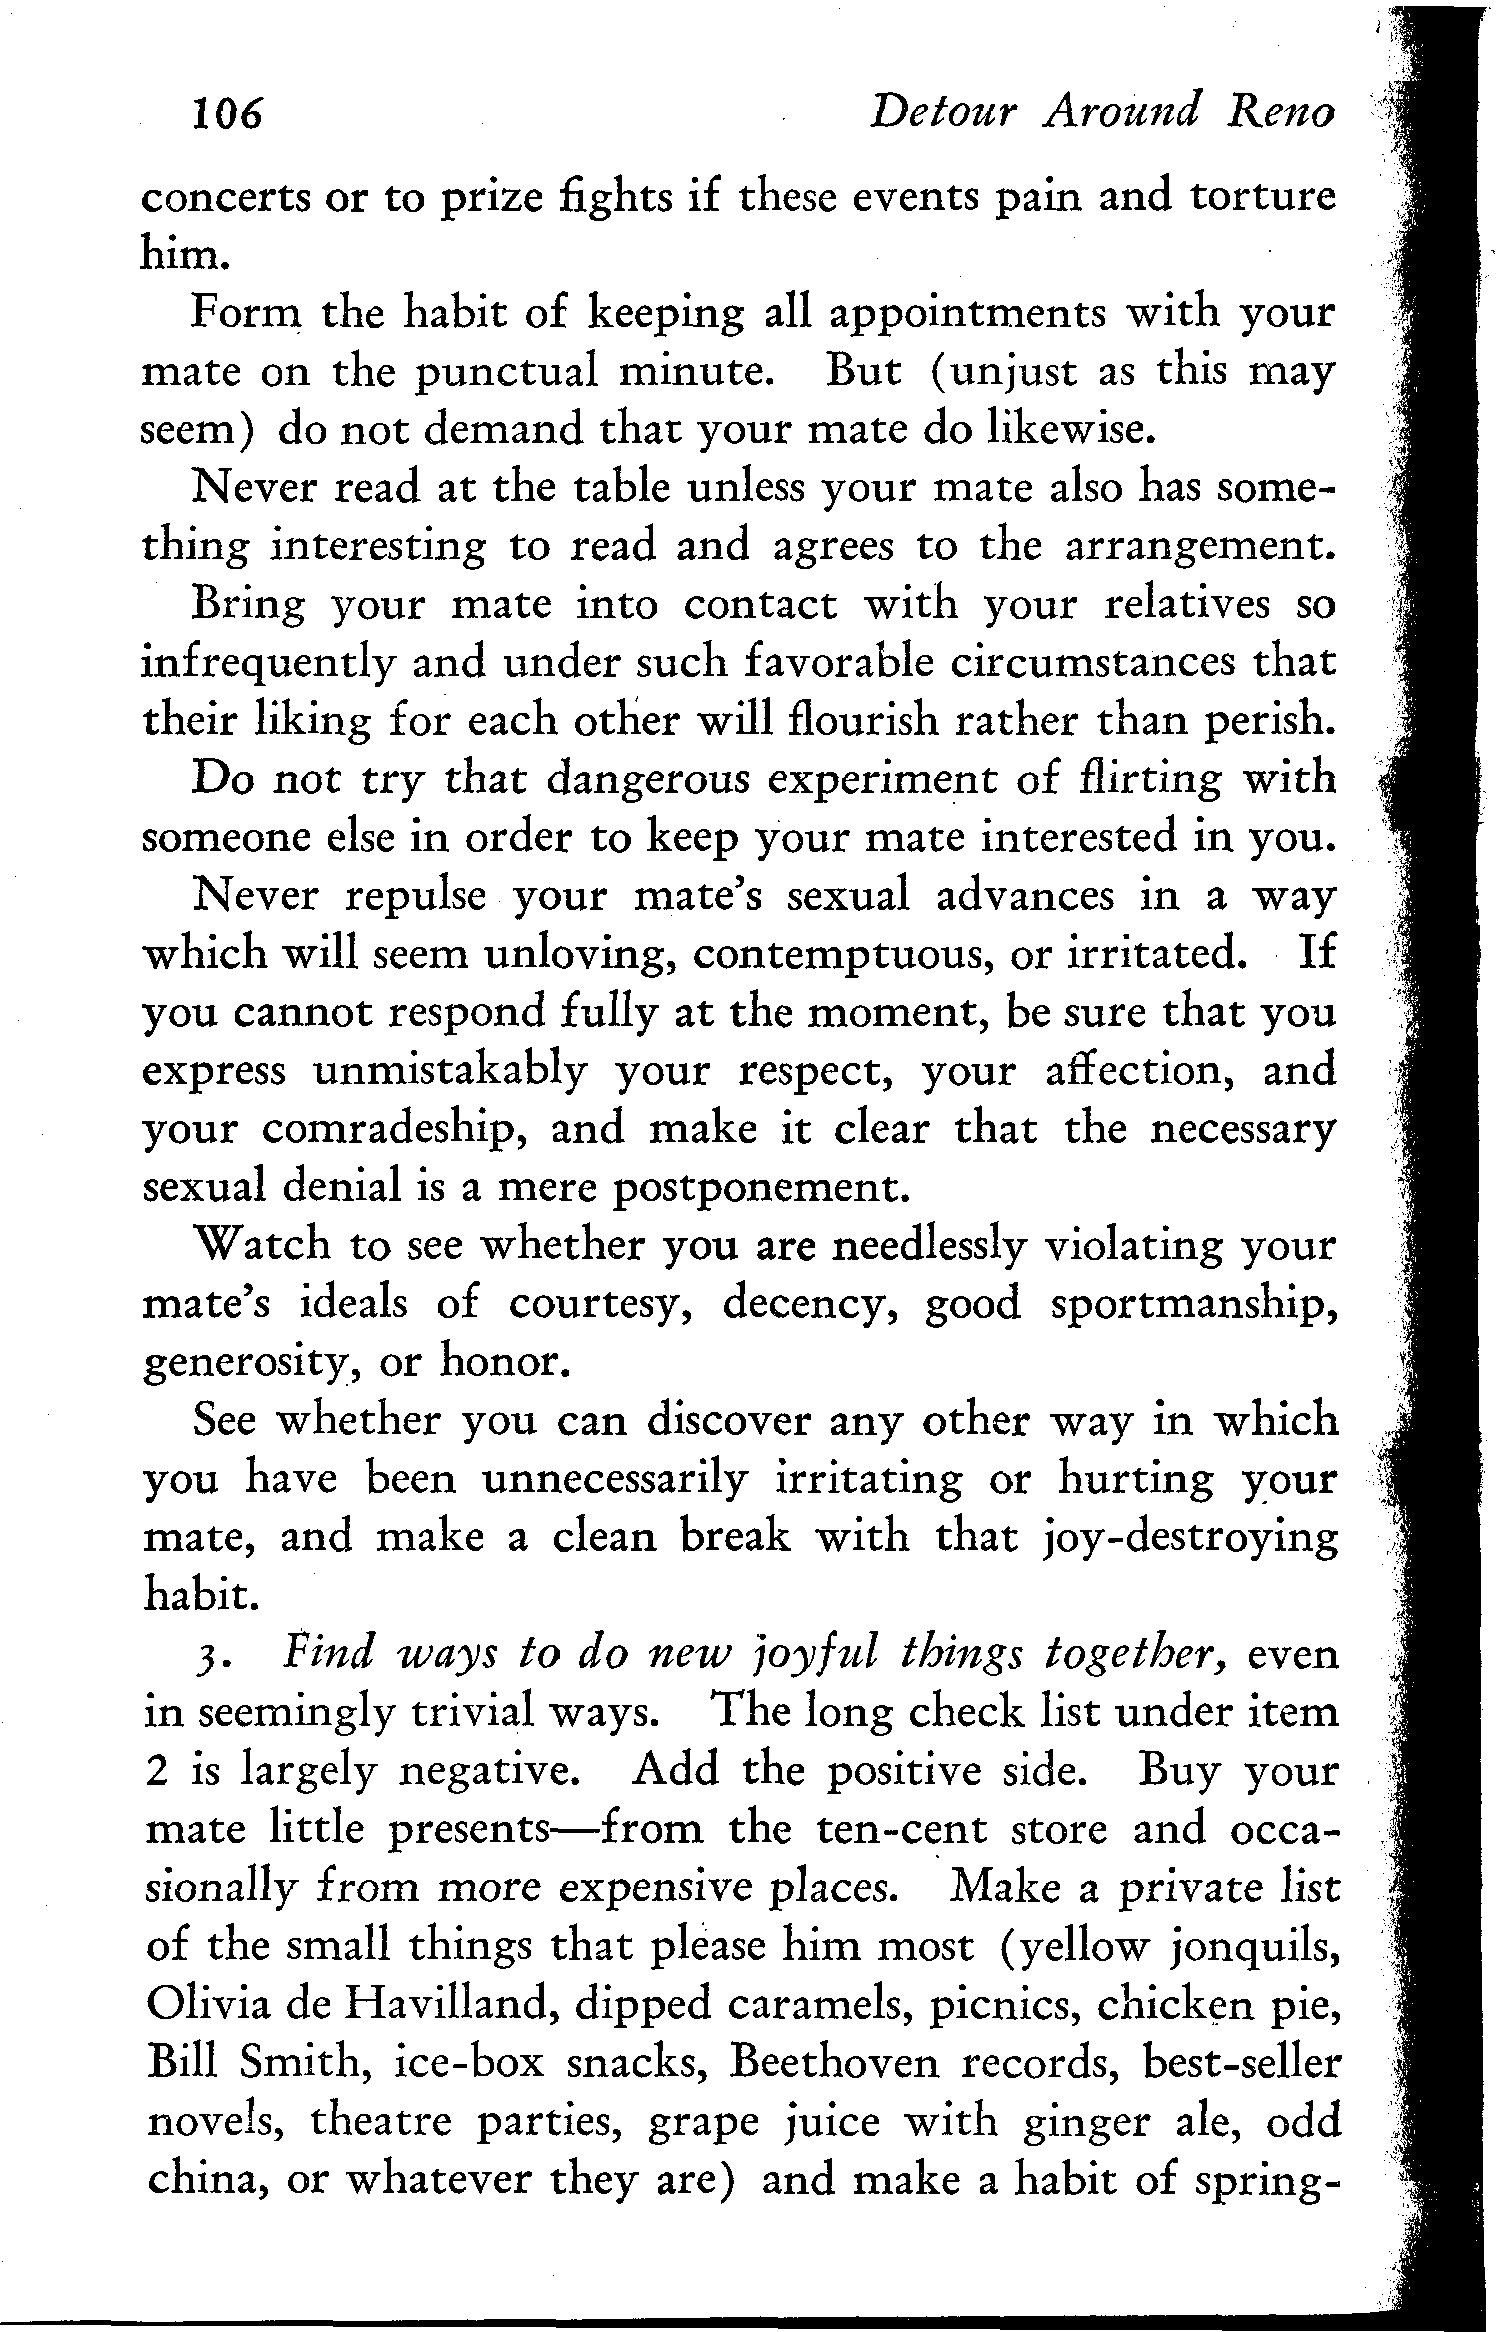 106 Detour Around Reno
concerts or to prize fights if these events pain and torture
him.
Form the habit of keeping all appointments with your
mate on the punctual minute. But (unjust as this may
seem) do not demand that your mate do likewise.
Never read at the table unless your mate also has some-
thing interesting to read and agrees to the arrangement.
Bring your mate into contact with your relatives so
infrequently and under such favorable circumstances that
their liking for each other will flourish rather than perish.
Do not try that dangerous experiment of flirting with
someone else in order to keep your mate interested in you.
Never repulse your mate's sexual advances in a way
which will seem unloving, contemptuous, or irritated. If
you cannot respond fully at the moment, be sure that you
express unmistakably your respect, your affection, and
your comradeship, and make it clear that the necessary
sexual denial is a mere postponement.
Watch to see whether you are needlessly violating your
mate's ideals of courtesy, decency, good sportmanship,
generosity, or honor.
See whether you can discover any other way in which
you have been unnecessarily irritating or hurting your
mate, and make a clean break with that joy-destroying
habit.
3. Find ways to do new joyful things together, even
in seemingly trivial ways. The long check list under item
2 is largely negative. Add the positive side. Buy your
mate little presents—from the ten-cent store and occa-
sionally from more expensive places. Make a private list
of the small things that please him most (yellow jonquils,
Olivia de Havilland, dipped caramels, picnics, chicken pie,
Bill Smith, ice-box snacks, Beethoven records, best-seller
novels, theatre parties, grape juice with ginger ale, odd
china, or whatever they are) and make a habit of spring-